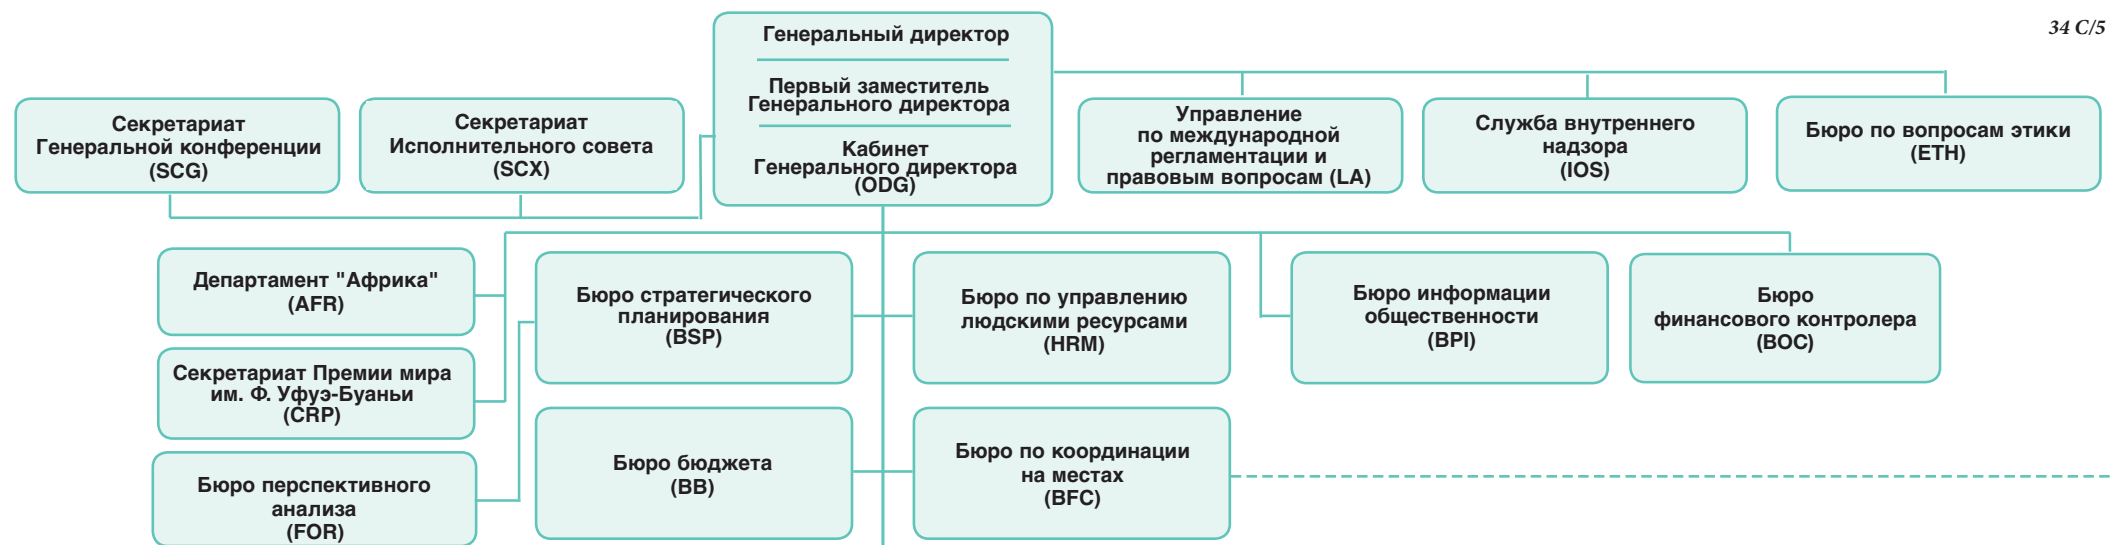 34 C/5
Генеральный директор
Первый заместитель
Генерального директора
Кабинет
Генерального директора
(ODG)
Секретариат
Генеральной конференции
(SCG)
Секретариат
Исполнительного совета
(SCX)
Управление
по международной
регламентации и
правовым вопросам (LA)
Служба внутреннего
надзора
(IOS)
Бюро по вопросам этики
(ETH)
Департамент "Африка"
(AFR)
Бюро стратегического
планирования
(BSP)
Бюро по управлению
людскими ресурсами
(HRM)
Бюро информации
общественности
(BPI)
Бюро
финансового контролера
(BOC)
Секретариат Премии мира
им. Ф. Уфуэ-Буаньи
(CRP)
Бюро перспективного
анализа
(FOR)
Бюро бюджета
(BB)
Бюро по координации
на местах
(BFC)